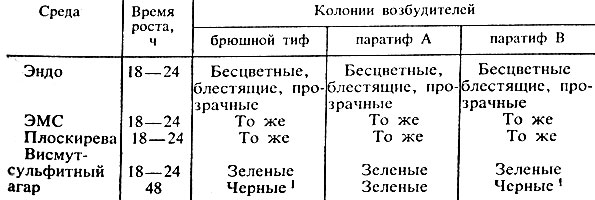 Среда Время роста, ч Колонии возбудителей
брюшной тиф паратиф А паратиф В
Эндо 18—24 Бесцветные, блестящие, прозрачные Бесцветные, блестящие, прозрачные Бесцветные блестящие, прозрачные
ЭМС 18—24 То же То же То же
Плоскирева 18—24 То же То же То же
Висмут-
сульфитный 18—24 Зеленые Зеленые Зеленые
агар 48 Черные ¹ Зеленые Черные ¹